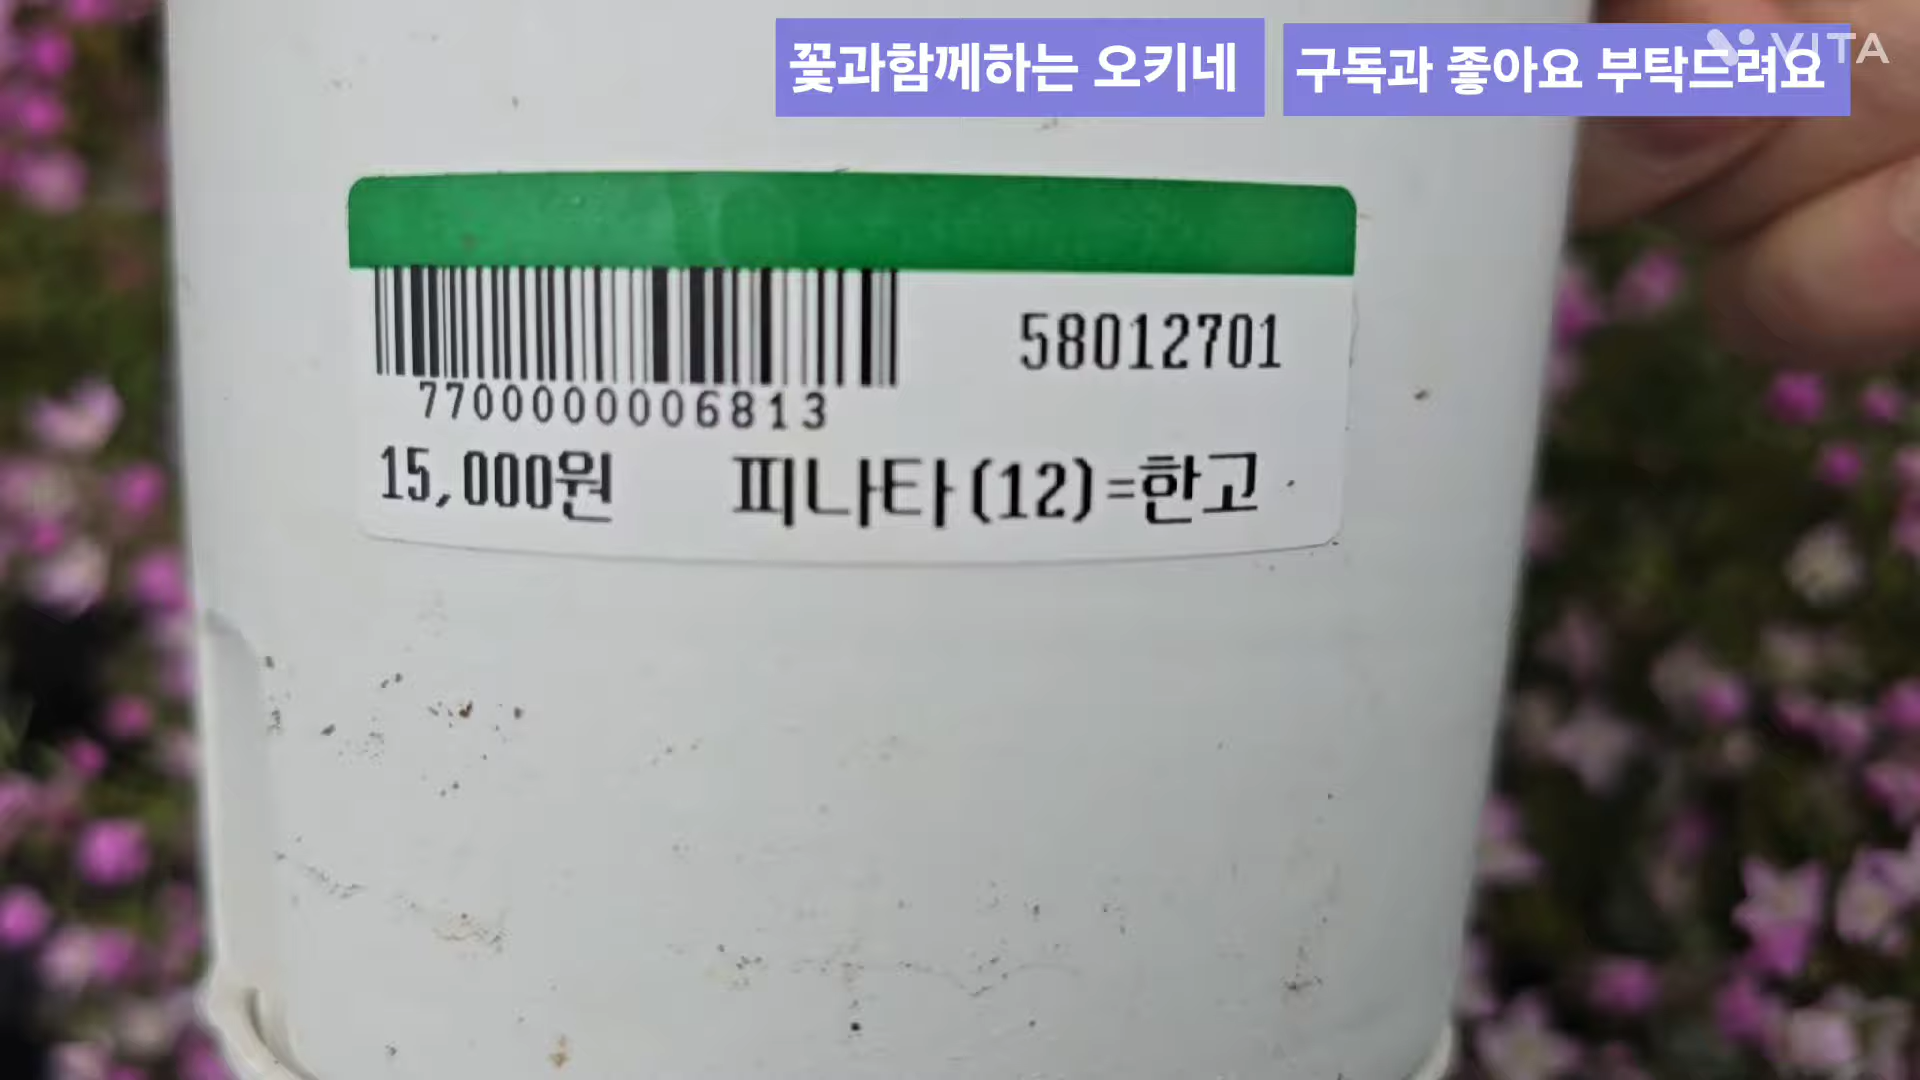 꽃과함께하는 오키네
구독과 좋아요 부탁드려요
VITA
58012701
7700000006813
15,000원 피나타(12)=한고